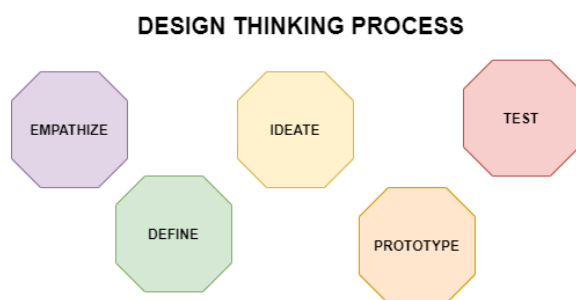 DESIGN THINKING PROCESS
EMPATHIZE
DEFINE
IDEATE
PROTOTYPE
TEST